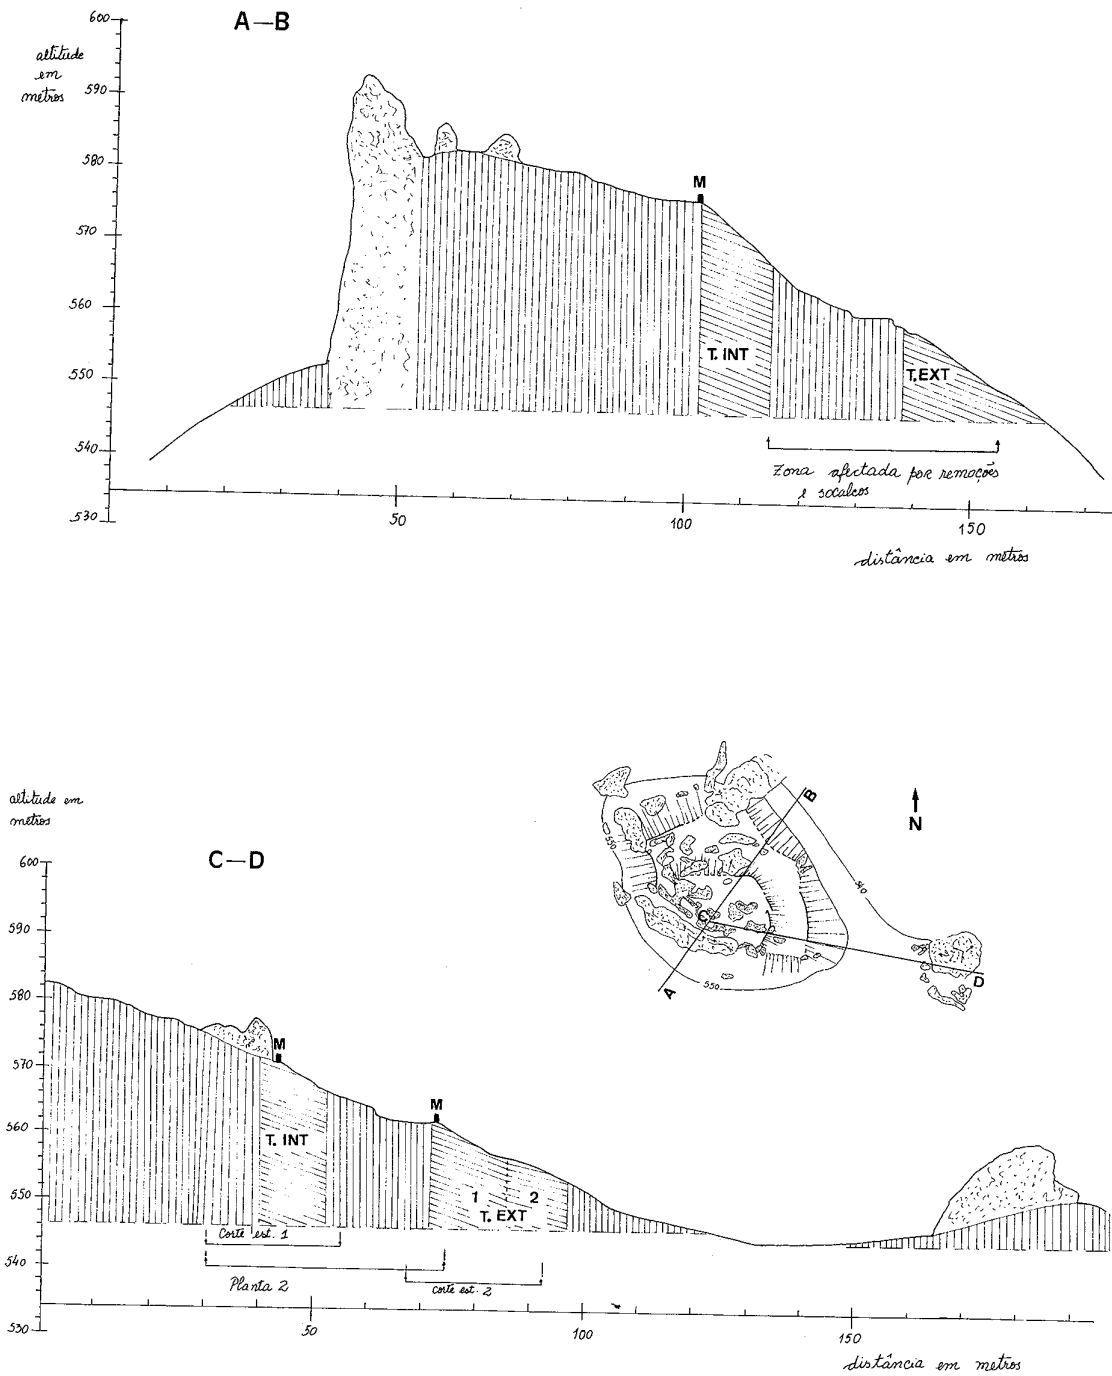 A—B
altitude
em
metros
600
590
580
570
560
550
540
530
M
T. INT
T.EXT
Zona afectada por remoções
e socalcos
50
100
150
distância em metros
altitude em
metros
C—D
600
590
580
570
560
550
540
530
M
T. INT
M
1
2
T. EXT
Corte est. 1
Planta 2
Corte est. 2
50
100
150
distância em metros
B
N
550
540
C
A
550
D